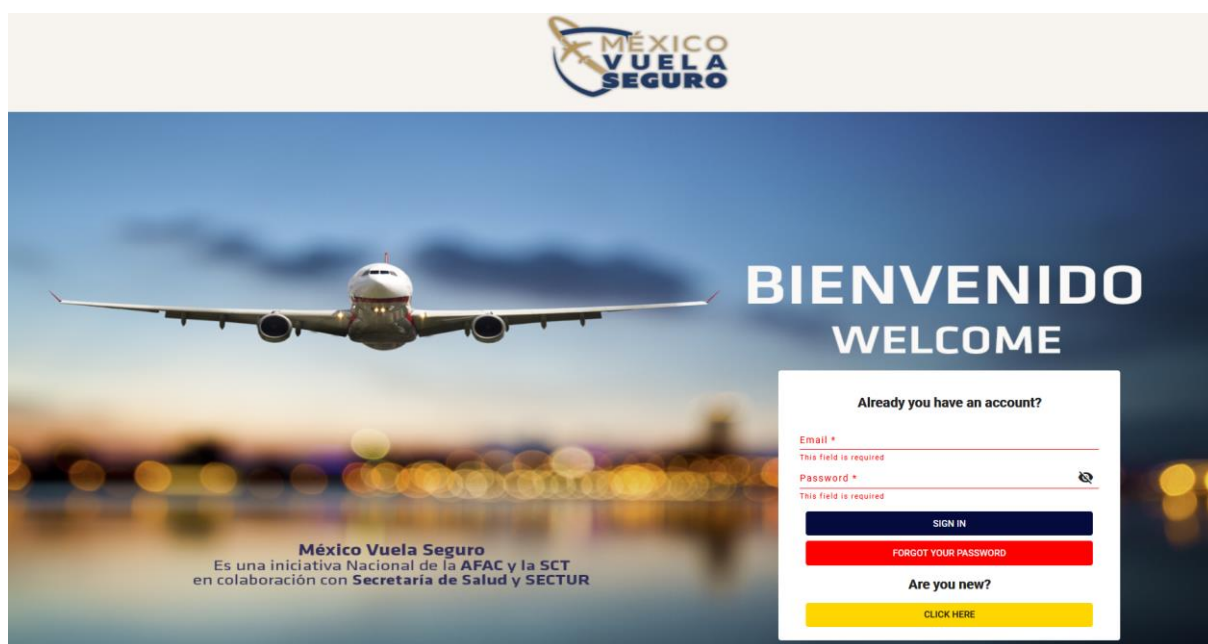 MÉXICO
VUELA
SEGURO
BIENVENIDO
WELCOME
Already you have an account?
Email *
This field is required
Password *
This field is required
SIGN IN
FORGOT YOUR PASSWORD
Are you new?
CLICK HERE
México Vuela Seguro
Es una iniciativa Nacional de la AFAC y la SCT
en colaboración con Secretaría de Salud y SECTUR